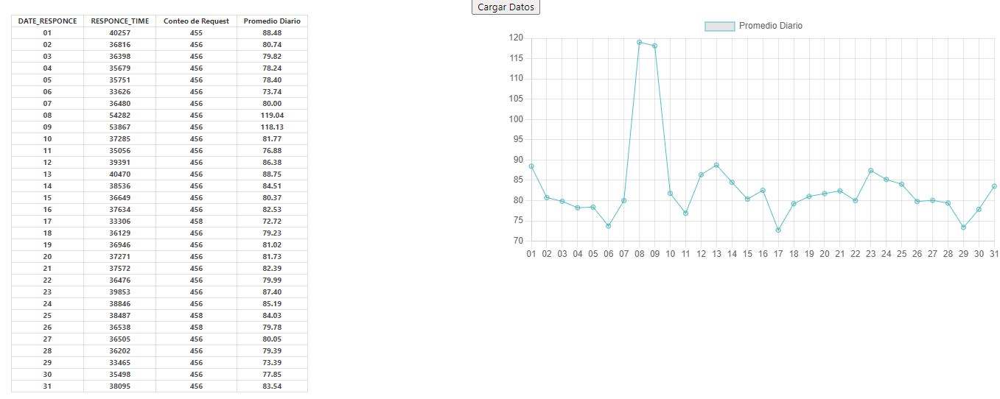 Cargar Datos
DATE_RESPONCE RESPONCE_TIME Conteo de Request Promedio Diario
01 40257 455 88.48
02 36816 456 80.74
03 36398 456 79.82
04 35679 456 78.24
05 35751 456 78.40
06 33626 456 73.74
07 36480 456 80.00
08 54282 456 119.04
09 53867 456 118.13
10 37285 456 81.77
11 35056 456 76.88
12 39391 456 86.38
13 40470 456 88.75
14 38536 456 84.51
15 36649 456 80.37
16 37634 456 82.53
17 33306 458 72.72
18 36129 456 79.23
19 36946 456 81.02
20 37271 456 81.73
21 37572 456 82.39
22 36476 456 79.99
23 39853 456 87.40
24 38846 456 85.19
25 38487 458 84.03
26 36538 458 79.78
27 36505 456 80.05
28 36202 456 79.39
29 33465 456 73.39
30 35498 456 77.85
31 38095 456 83.54
Promedio Diario
120
115
110
105
100
95
90
85
80
75
70
01 02 03 04 05 06 07 08 09 10 11 12 13 14 15 16 17 18 19 20 21 22 23 24 25 26 27 28 29 30 31